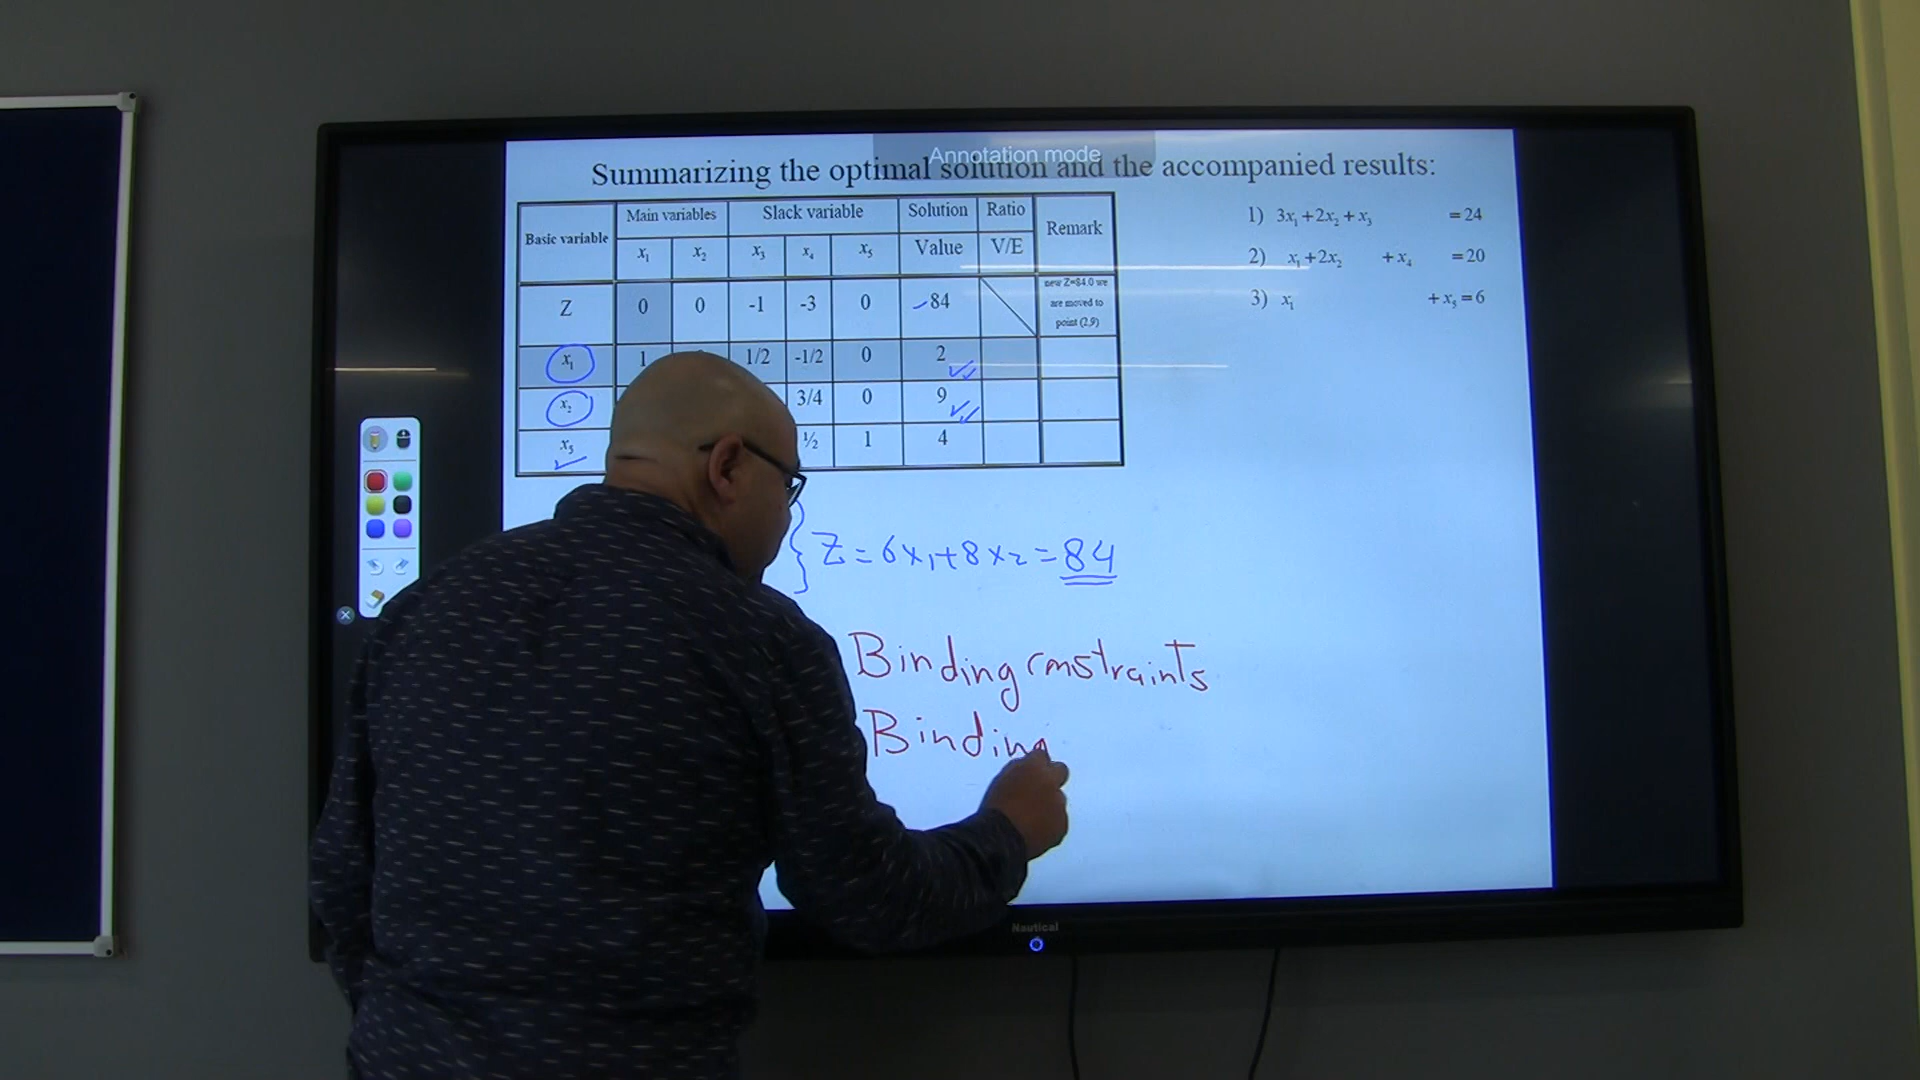 Annotation mode
Summarizing the optimal solution and the accompanied results:
Basic variable Main variables Slack variable Solution Ratio Remark
x₁ x₂ x₃ x₄ x₅ Value V/E
Z 0 0 -1 -3 0 -84 new Z=84.0 we are moved to point (2,9)
x₁ 1 1/2 -1/2 0 2
x₂ 3/4 0 9
x₅ ½ 1 4
1) 3x₁+2x₂+x₃ =24
2) x₁+2x₂ +x₄ =20
3) x₁ +x₅=6
} Z=6x₁+8x₂=84
Binding constraints
Binding
Nautical